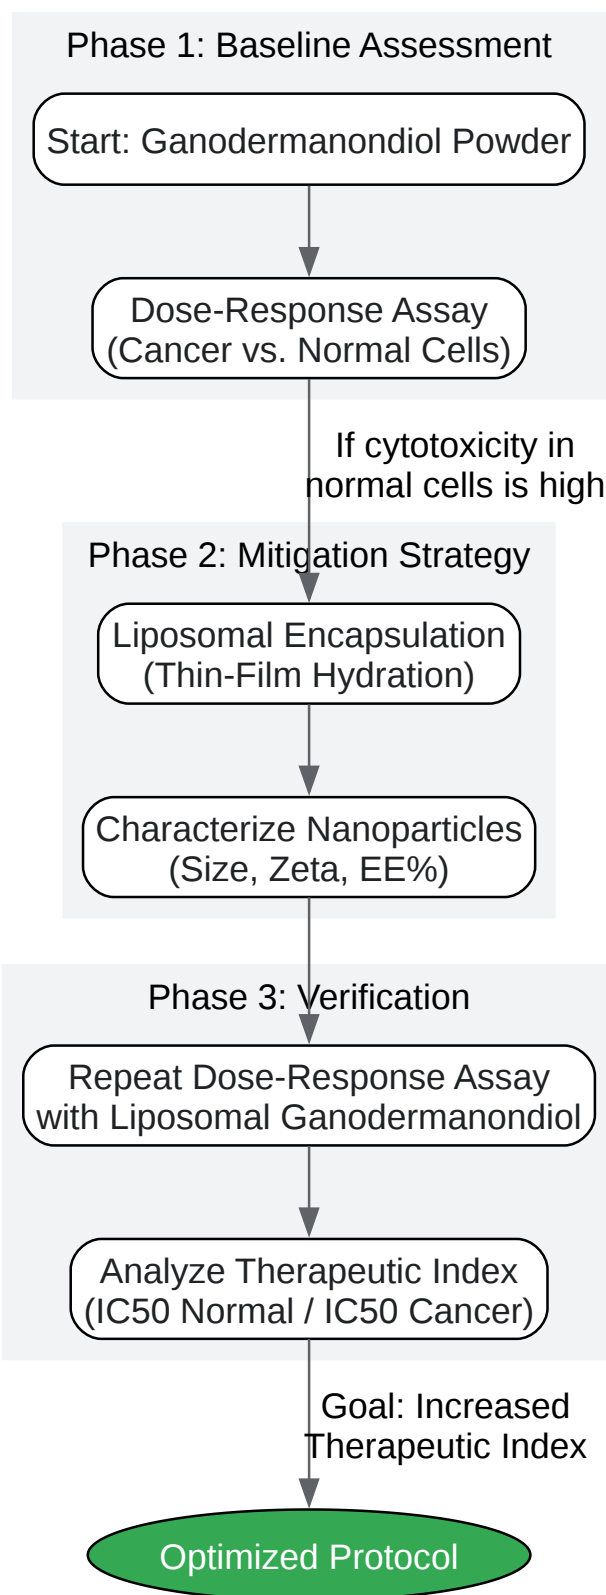 Phase 1: Baseline Assessment
Start: Ganodermanondiol Powder
Dose-Response Assay
(Cancer vs. Normal Cells)
If cytotoxicity in
normal cells is high
Phase 2: Mitigation Strategy
Liposomal Encapsulation
(Thin-Film Hydration)
Characterize Nanoparticles
(Size, Zeta, EE%)
Phase 3: Verification
Repeat Dose-Response Assay
with Liposomal Ganodermanondiol
Analyze Therapeutic Index
(IC50 Normal / IC50 Cancer)
Goal: Increased
Therapeutic Index
Optimized Protocol